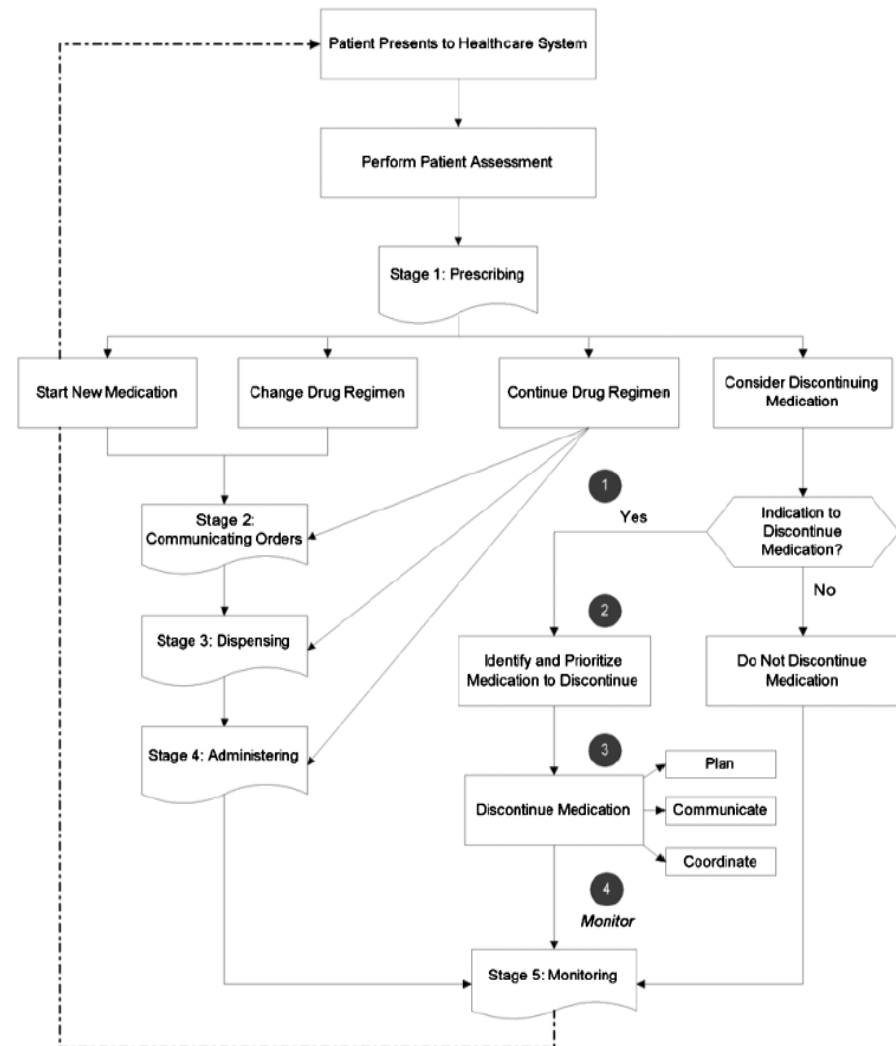 Patient Presents to Healthcare System
Perform Patient Assessment
Stage 1: Prescribing
Start New Medication
Change Drug Regimen
Continue Drug Regimen
Consider Discontinuing
Medication
1
Yes
Indication to
Discontinue
Medication?
No
Stage 2:
Communicating Orders
2
Stage 3: Dispensing
Identify and Prioritize
Medication to Discontinue
Do Not Discontinue
Medication
Stage 4: Administering
3
Discontinue Medication
Plan
Communicate
Coordinate
4
Monitor
Stage 5: Monitoring